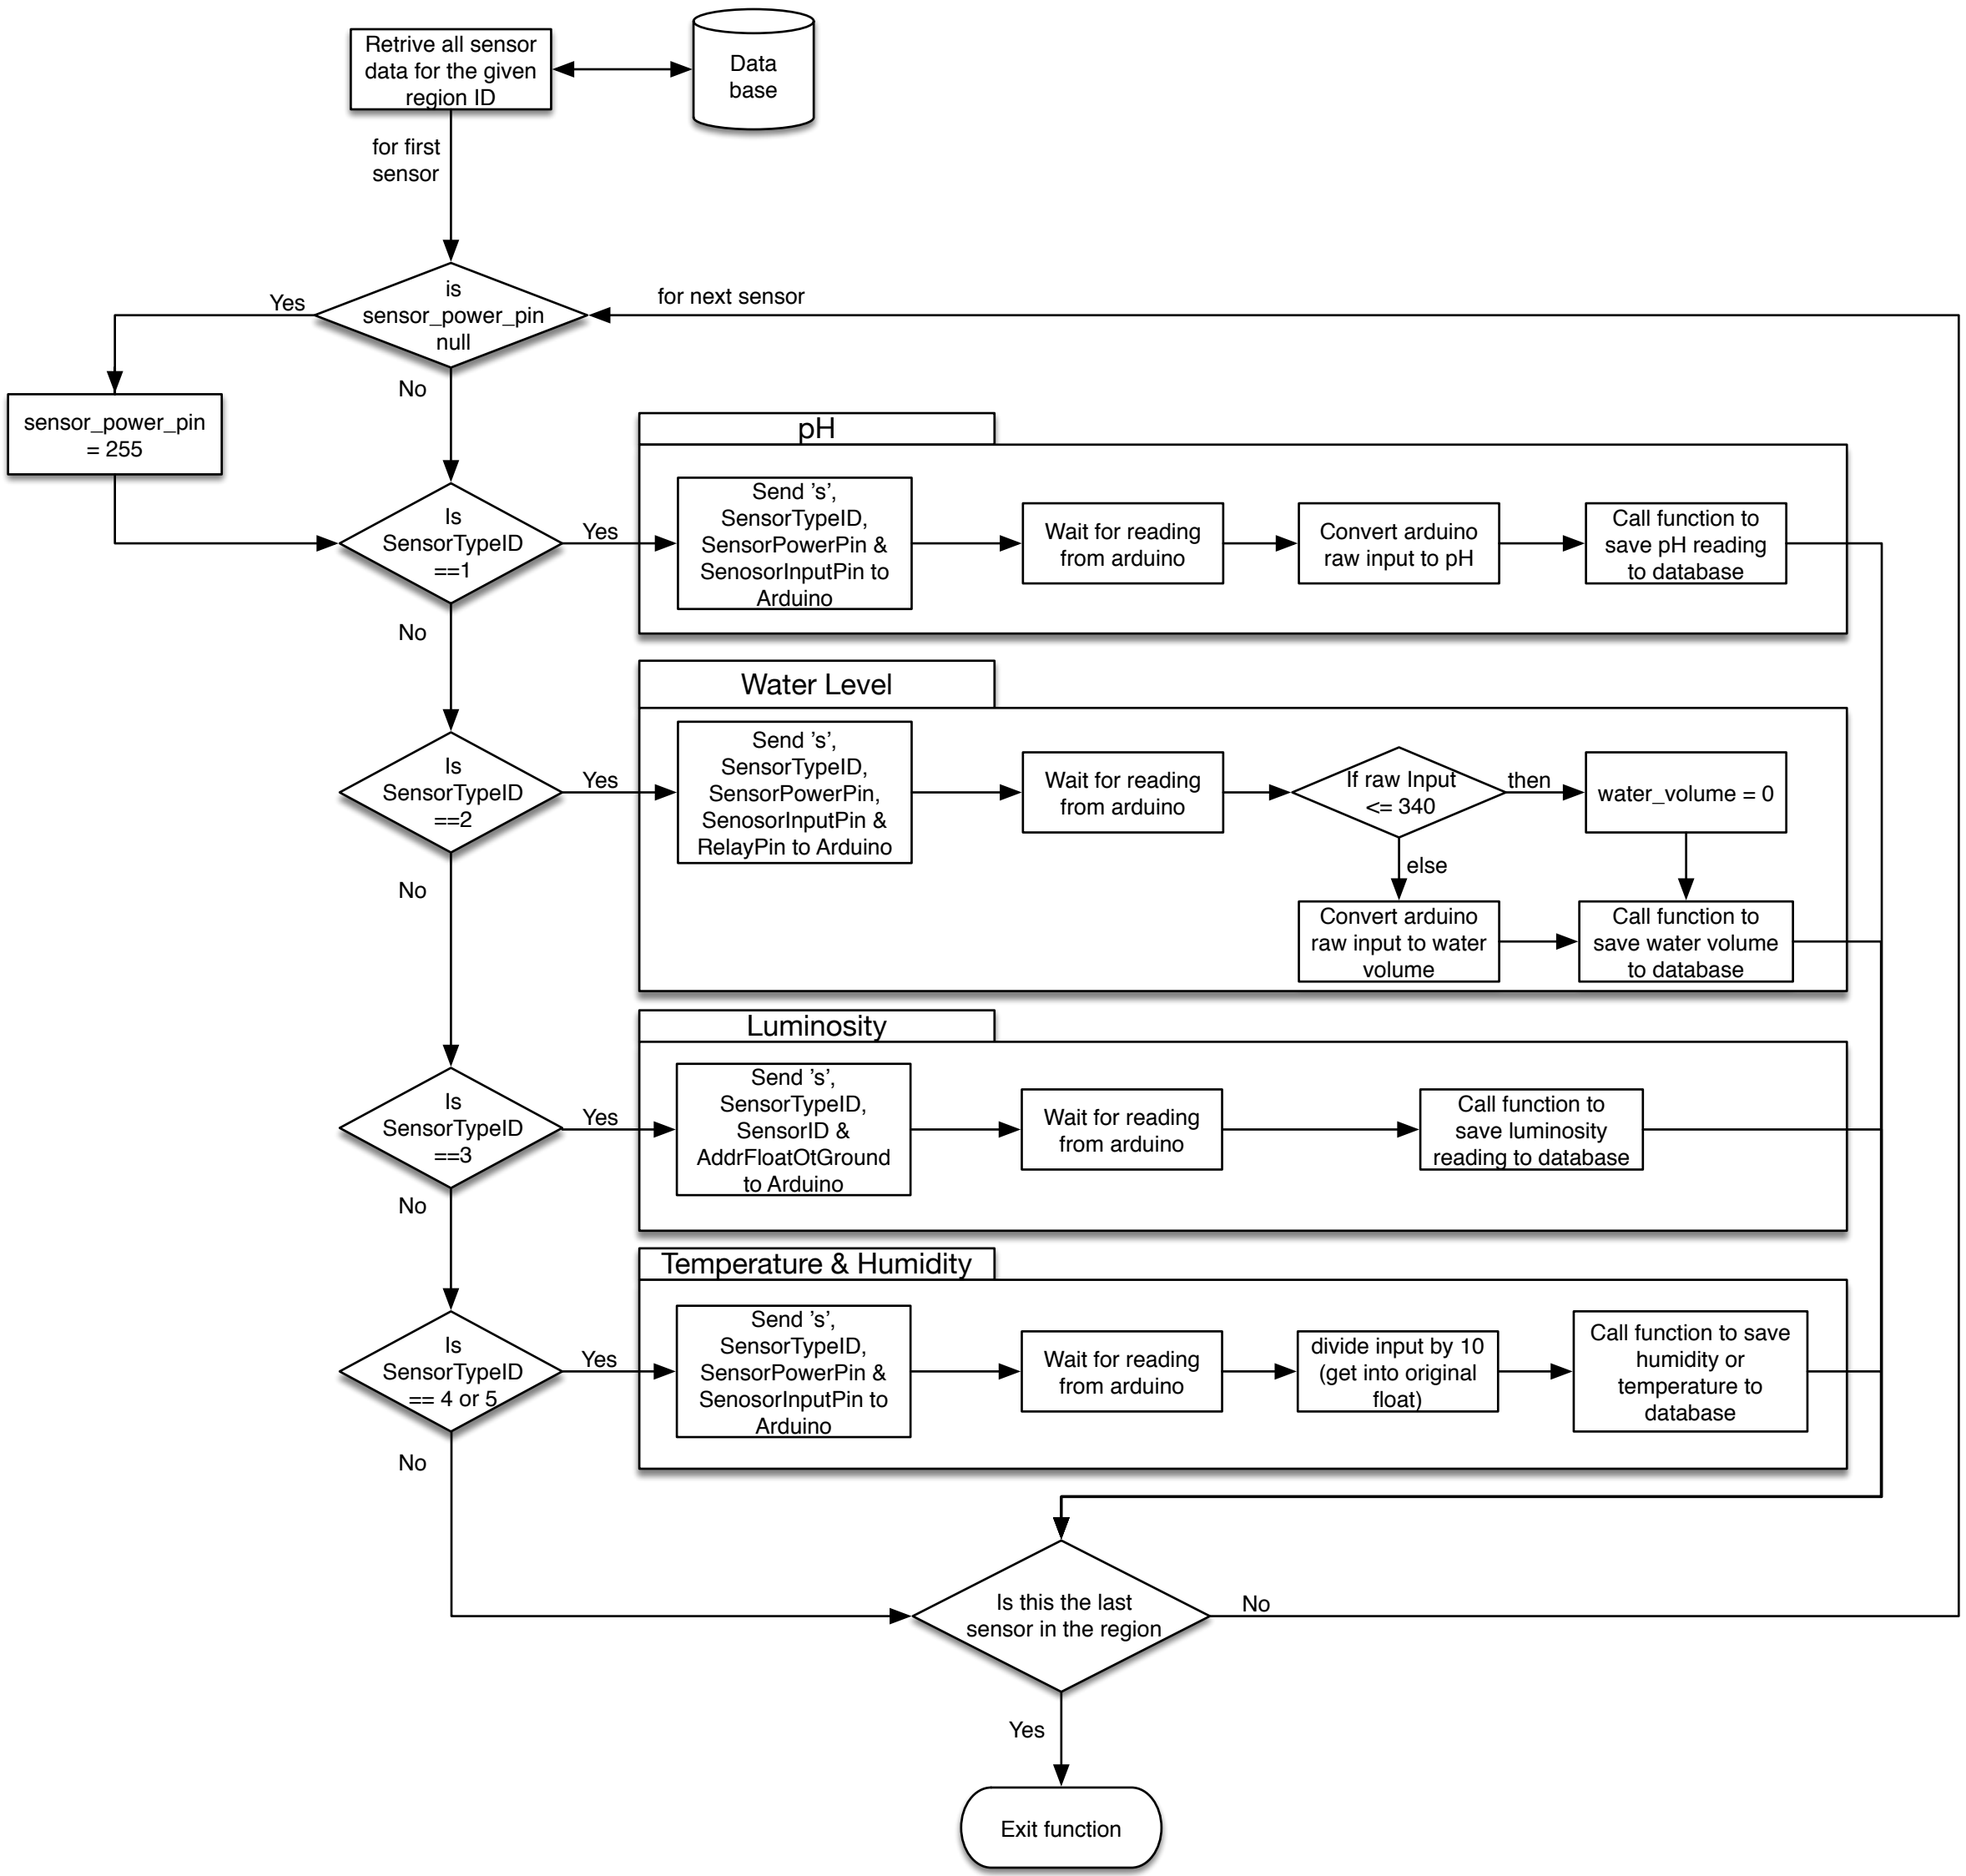 Retrive all sensor
data for the given
region ID
Data
base
for first
sensor
is
sensor_power_pin
null
Yes
for next sensor
No
sensor_power_pin
= 255
pH
Is
SensorTypeID
==1
Yes
Send ’s’,
SensorTypeID,
SensorPowerPin &
SenosorInputPin to
Arduino
Wait for reading
from arduino
Convert arduino
raw input to pH
Call function to
save pH reading
to database
No
Water Level
Is
SensorTypeID
==2
Yes
Send ’s’,
SensorTypeID,
SensorPowerPin,
SenosorInputPin &
RelayPin to Arduino
Wait for reading
from arduino
If raw Input
<= 340
then
water_volume = 0
else
Convert arduino
raw input to water
volume
Call function to
save water volume
to database
No
Luminosity
Is
SensorTypeID
==3
Yes
Send ’s’,
SensorTypeID,
SensorID &
AddrFloatOtGround
to Arduino
Wait for reading
from arduino
Call function to
save luminosity
reading to database
No
Temperature & Humidity
Is
SensorTypeID
== 4 or 5
Yes
Send ’s’,
SensorTypeID,
SensorPowerPin &
SenosorInputPin to
Arduino
Wait for reading
from arduino
divide input by 10
(get into original
float)
Call function to save
humidity or
temperature to
database
No
Is this the last
sensor in the region
No
Yes
Exit function